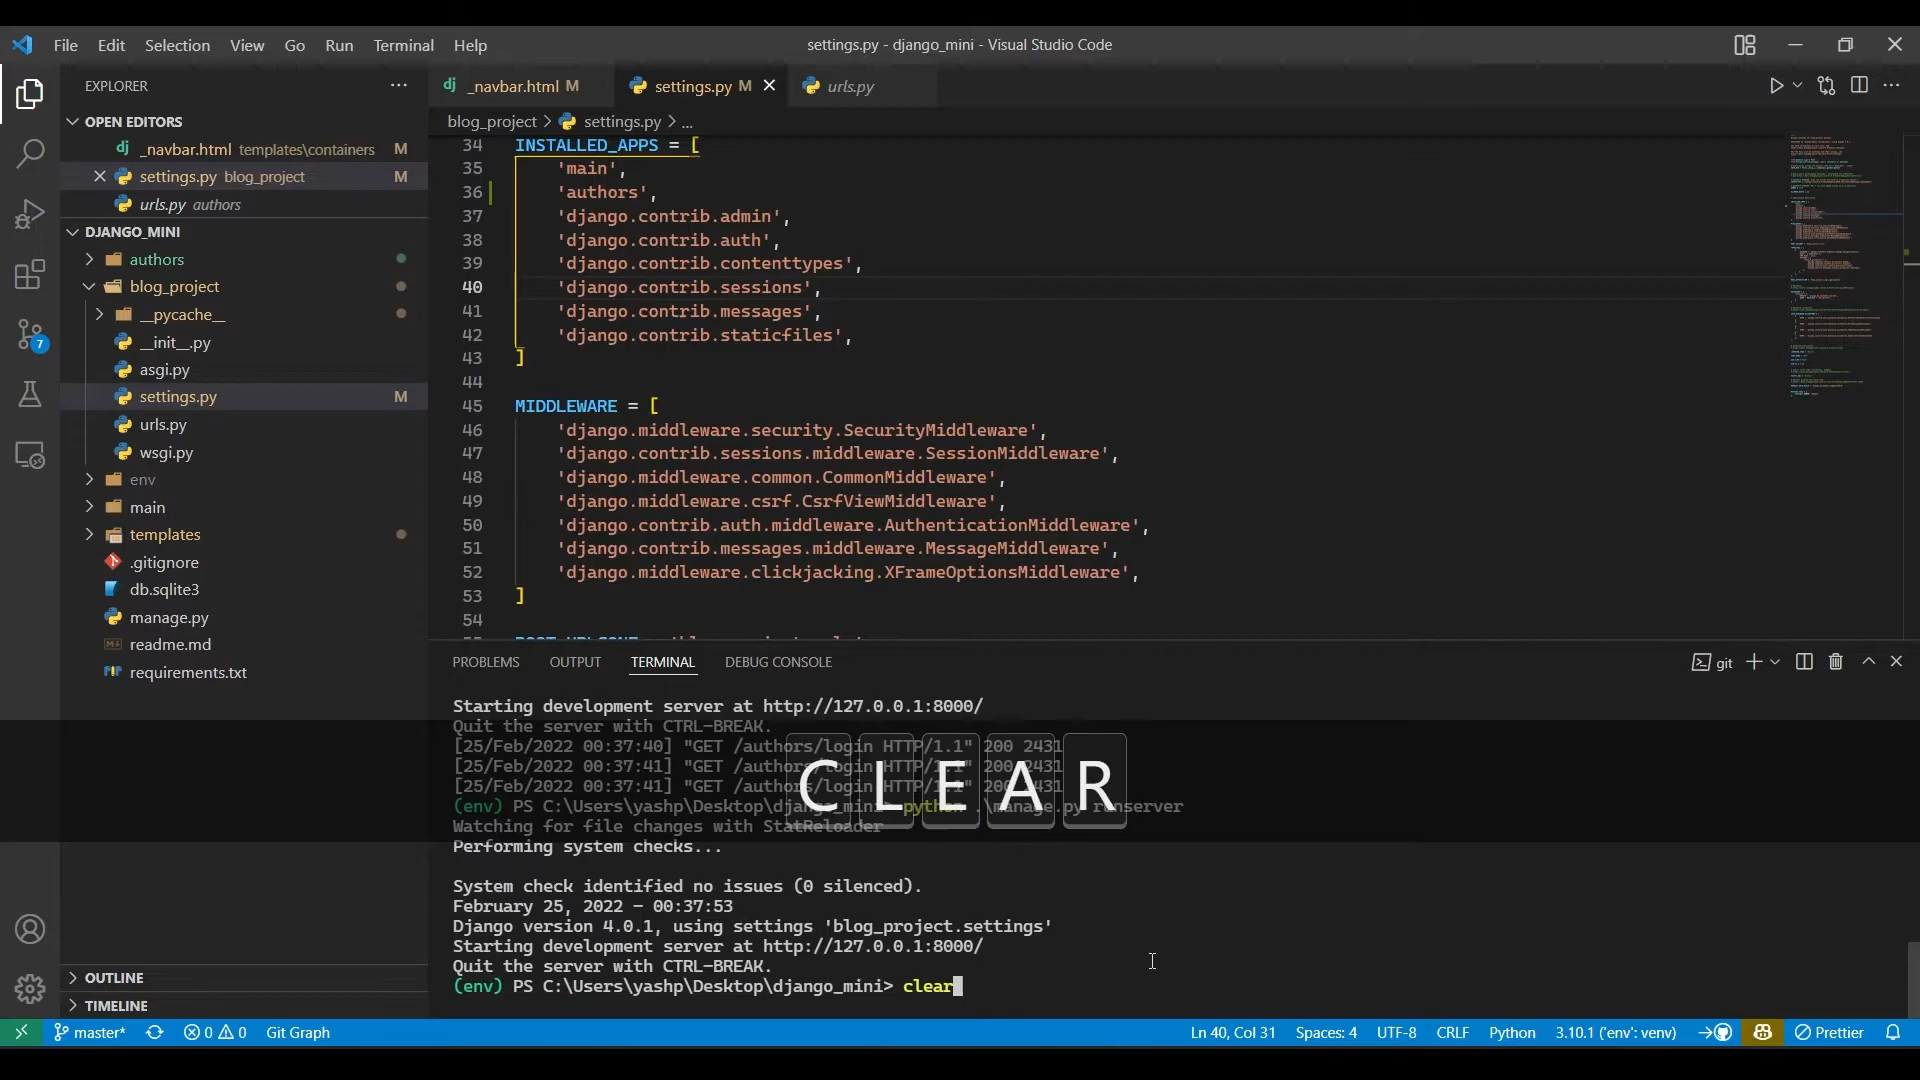 File Edit Selection View Go Run Terminal Help
settings.py - django_mini - Visual Studio Code
EXPLORER
OPEN EDITORS
_navbar.html templates\containers M
settings.py blog_project M
urls.py authors
DJANGO_MINI
authors
blog_project
__pycache__
__init__.py
asgi.py
settings.py M
urls.py
wsgi.py
env
main
templates
.gitignore
db.sqlite3
manage.py
readme.md
requirements.txt
OUTLINE
TIMELINE
7
_navbar.html M
settings.py M
urls.py
blog_project > settings.py > ...
34 INSTALLED_APPS = [
35 'main',
36 'authors',
37 'django.contrib.admin',
38 'django.contrib.auth',
39 'django.contrib.contenttypes',
40 'django.contrib.sessions',
41 'django.contrib.messages',
42 'django.contrib.staticfiles',
43 ]
44
45 MIDDLEWARE = [
46 'django.middleware.security.SecurityMiddleware',
47 'django.contrib.sessions.middleware.SessionMiddleware',
48 'django.middleware.common.CommonMiddleware',
49 'django.middleware.csrf.CsrfViewMiddleware',
50 'django.contrib.auth.middleware.AuthenticationMiddleware',
51 'django.contrib.messages.middleware.MessageMiddleware',
52 'django.middleware.clickjacking.XFrameOptionsMiddleware',
53 ]
54
PROBLEMS OUTPUT TERMINAL DEBUG CONSOLE
git
Starting development server at http://127.0.0.1:8000/
Quit the server with CTRL-BREAK.
[25/Feb/2022 00:37:40] "GET /authors/login HTTP/1.1" 200 2431
[25/Feb/2022 00:37:41] "GET /authors/login HTTP/1.1" 200 2431
[25/Feb/2022 00:37:41] "GET /authors/login HTTP/1.1" 200 2431
(env) PS C:\Users\yashp\Desktop\django_mini> python .\manage.py runserver
Watching for file changes with StatReloader
Performing system checks...
C L E A R
System check identified no issues (0 silenced).
February 25, 2022 - 00:37:53
Django version 4.0.1, using settings 'blog_project.settings'
Starting development server at http://127.0.0.1:8000/
Quit the server with CTRL-BREAK.
(env) PS C:\Users\yashp\Desktop\django_mini> clear
master* 0 0 Git Graph
Ln 40, Col 31 Spaces: 4 UTF-8 CRLF Python 3.10.1 ('env': venv) Prettier